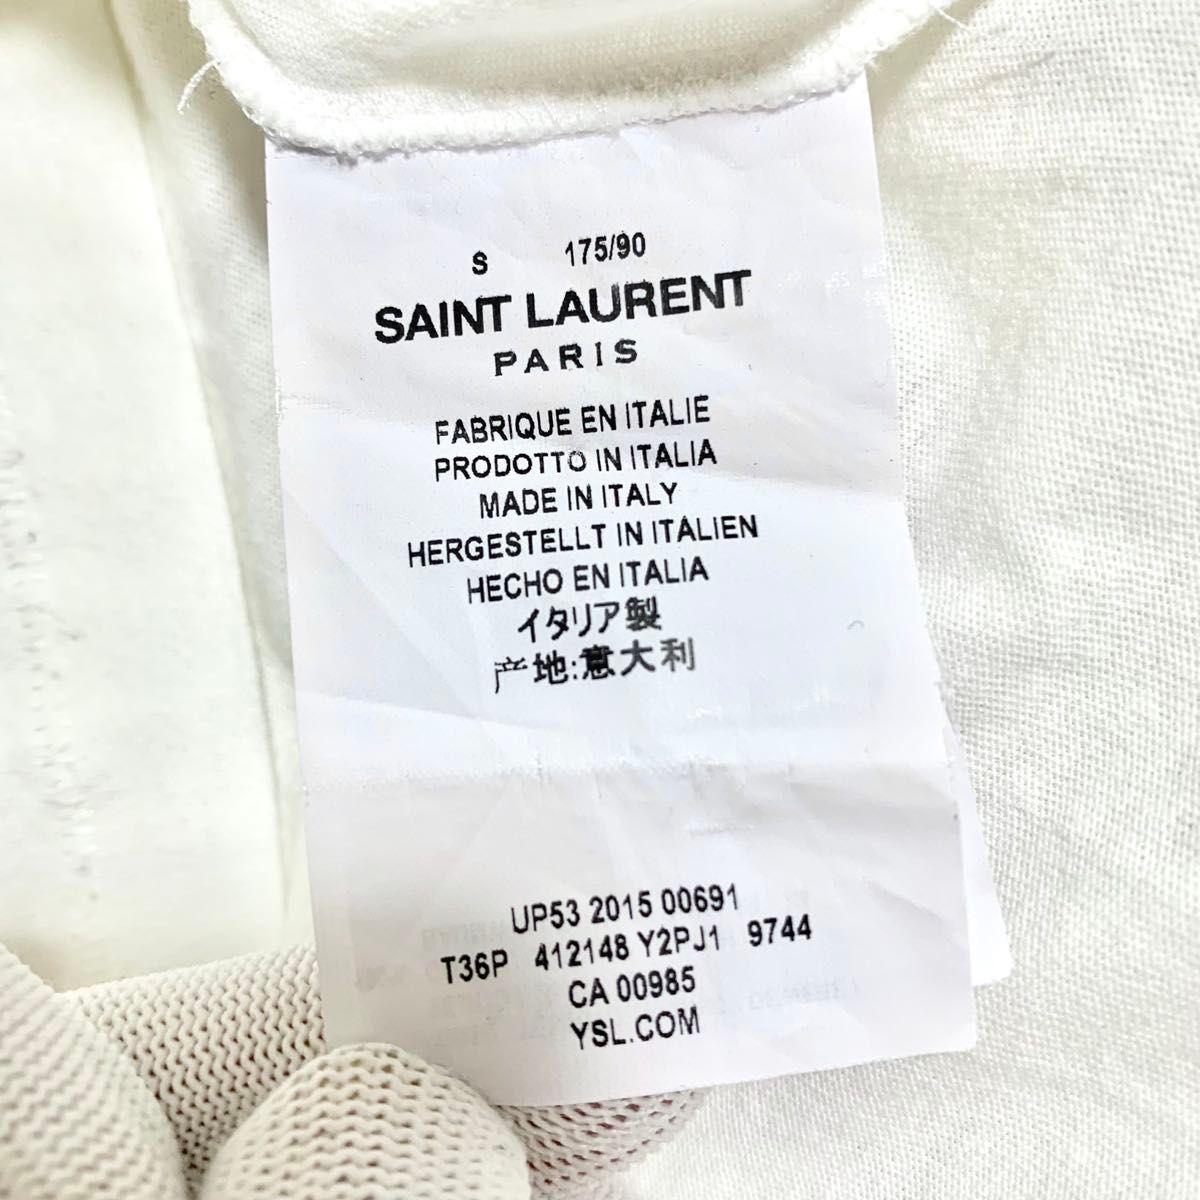 S 175/90
SAINT LAURENT
PARIS
FABRIQUE EN ITALIE
PRODOTTO IN ITALIA
MADE IN ITALY
HERGESTELLT IN ITALIEN
HECHO EN ITALIA
イタリア製
产地:意大利
UP53 2015 00691
T36P 412148 Y2PJ1 9744
CA 00985
YSL.COM